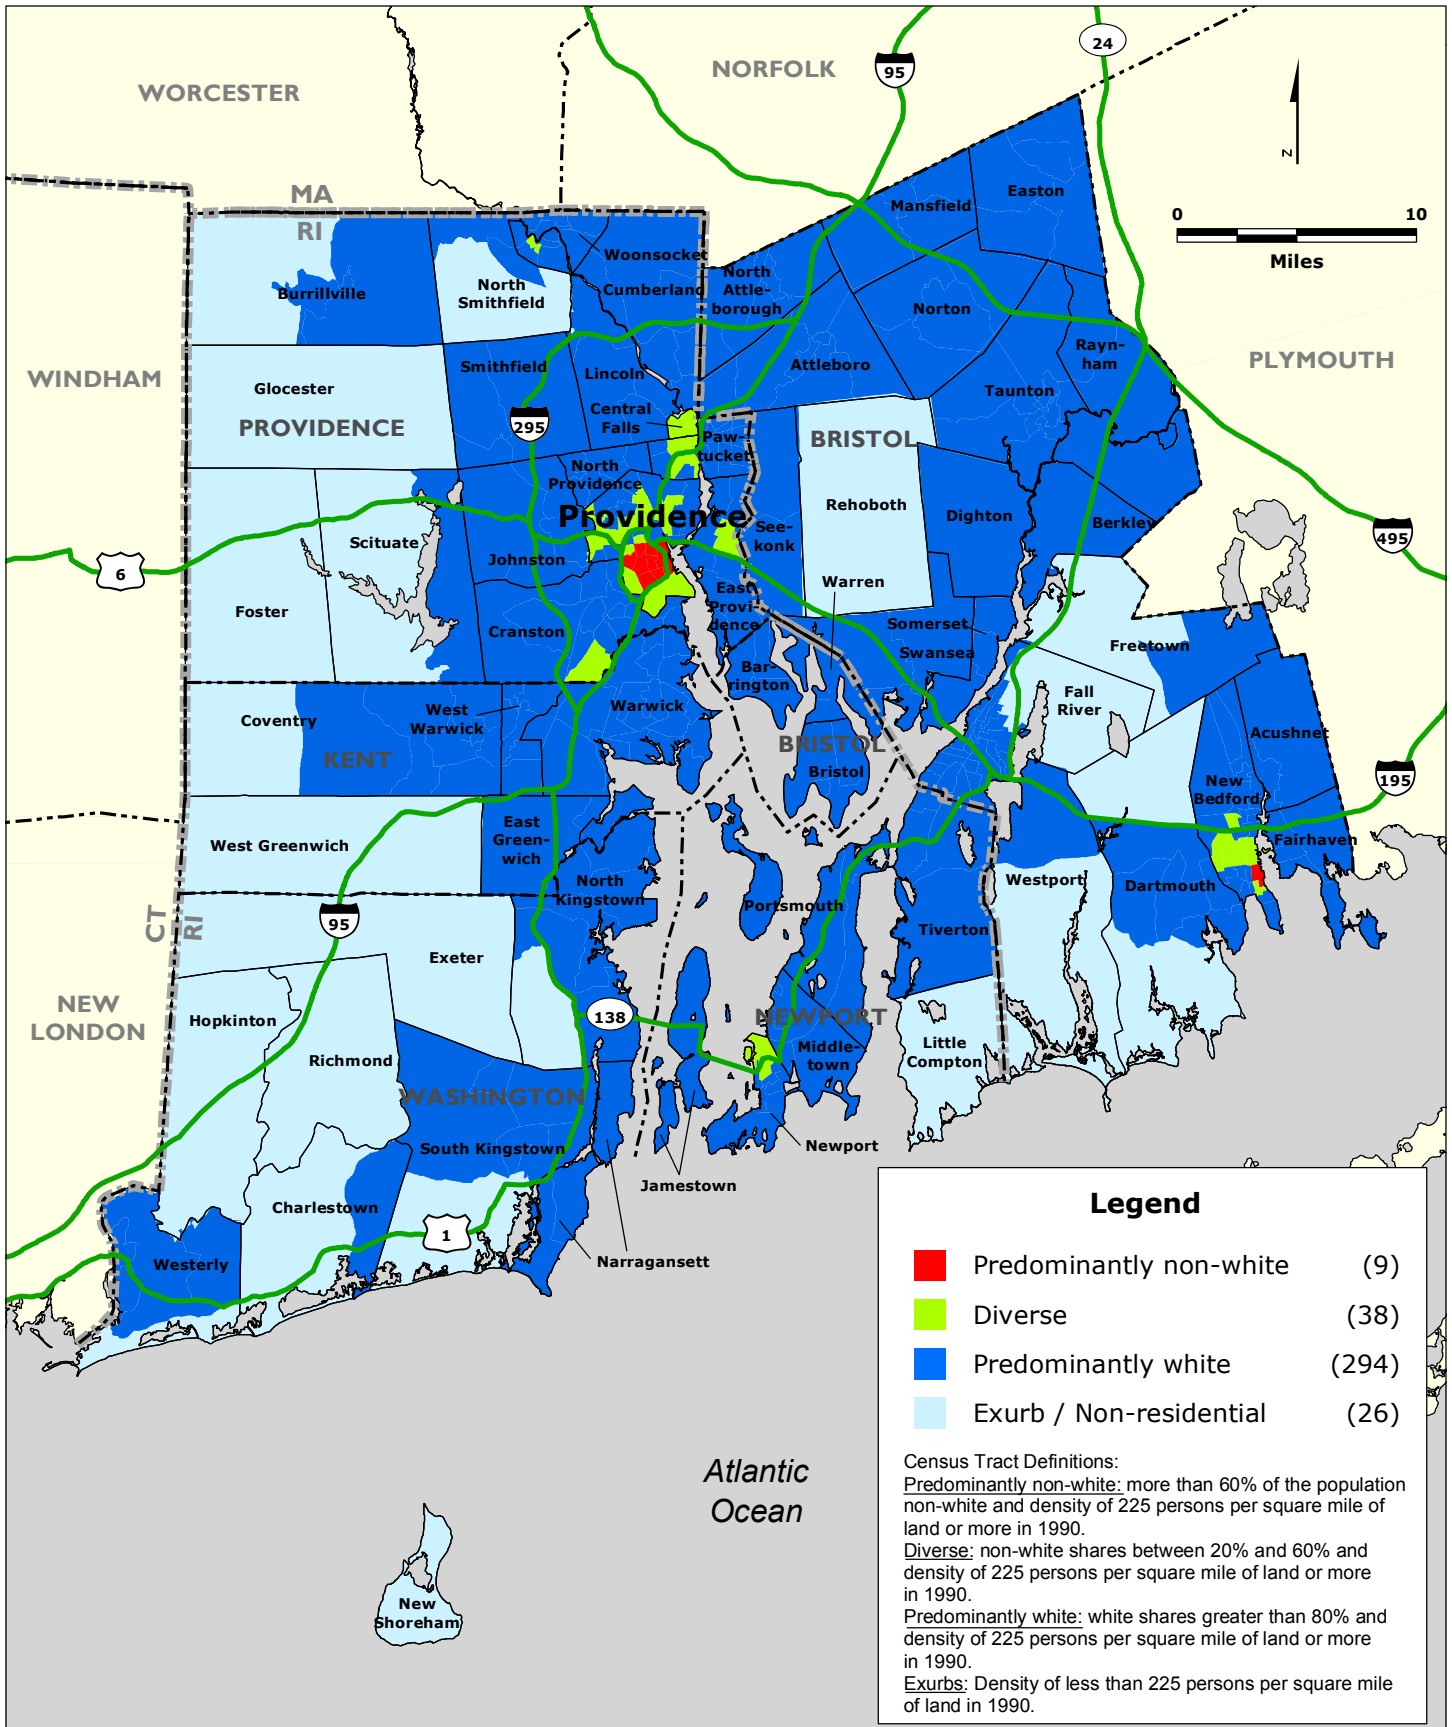 24
NORFOLK
95
WORCESTER
N
MA
RI
Easton
Mansfield
0
10
Miles
Woonsocket
North
Attle-
borough
Cumberland
North
Smithfield
Burrillville
Norton
Rayn-
ham
PLYMOUTH
WINDHAM
Smithfield
Lincoln
Attleboro
Taunton
Glocester
PROVIDENCE
295
Central
Falls
Paw-
tucket
BRISTOL
North
Providence
Providence
Rehoboth
See-
konk
Dighton
Berkley
495
Scituate
6
Johnston
Warren
East
Provi-
dence
Foster
Cranston
Somerset
Swansea
Freetown
Bar-
rington
Fall
River
Coventry
West
Warwick
Warwick
KENT
BRISTOL
Bristol
Acushnet
New
Bedford
195
West Greenwich
East
Green-
wich
Fairhaven
North
Kingstown
Westport
Dartmouth
Portsmouth
CT
RI
95
Tiverton
Exeter
NEW
LONDON
Hopkinton
138
NEWPORT
Richmond
Middle-
town
Little
Compton
WASHINGTON
South Kingstown
Newport
Jamestown
Charlestown
1
Westerly
Narragansett
Legend
Predominantly non-white (9)
Diverse (38)
Predominantly white (294)
Exurb / Non-residential (26)
Census Tract Definitions:
Predominantly non-white: more than 60% of the population
non-white and density of 225 persons per square mile of
land or more in 1990.
Diverse: non-white shares between 20% and 60% and
density of 225 persons per square mile of land or more
in 1990.
Predominantly white: white shares greater than 80% and
density of 225 persons per square mile of land or more
in 1990.
Exurbs: Density of less than 225 persons per square mile
of land in 1990.
Atlantic
Ocean
New
Shoreham